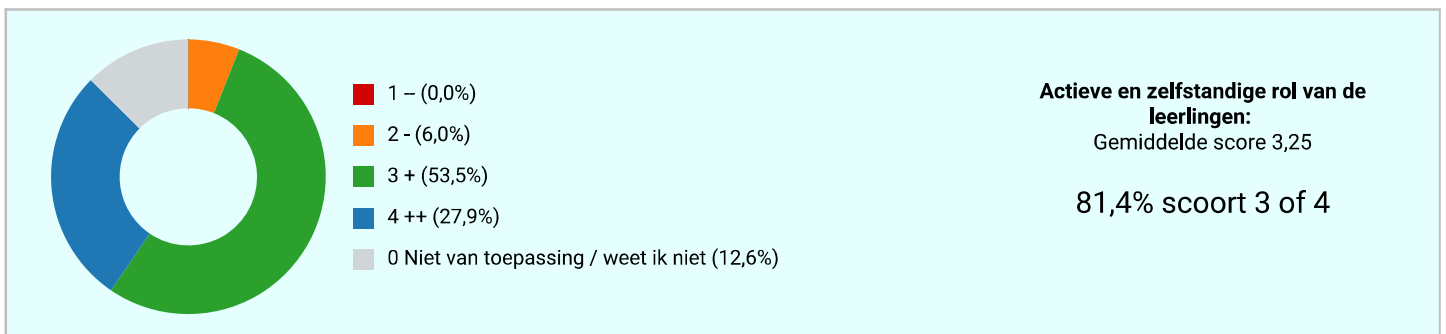 1 -- (0,0%)
2 - (6,0%)
3 + (53,5%)
4 ++ (27,9%)
0 Niet van toepassing / weet ik niet (12,6%)
Actieve en zelfstandige rol van de
leerlingen:
Gemiddelde score 3,25
81,4% scoort 3 of 4